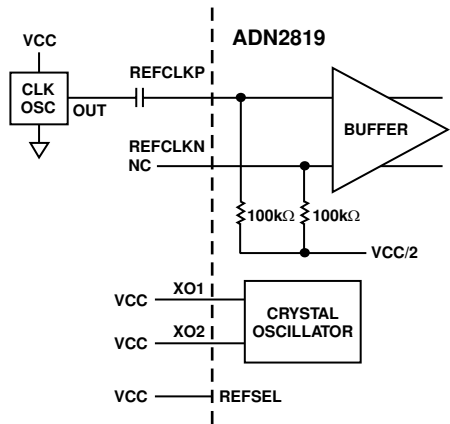 ADN2819
VCC
REFCLKP
CLK
OSC
OUT
BUFFER
REFCLKN
NC
100kΩ
100kΩ
VCC/2
VCC
XO1
CRYSTAL
OSCILLATOR
VCC
XO2
VCC
REFSEL